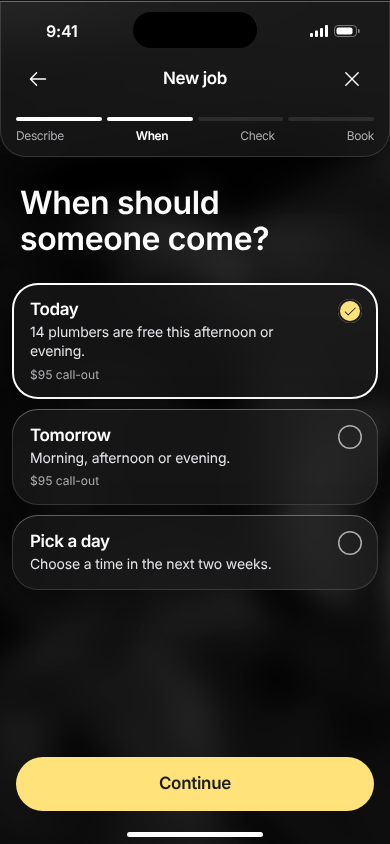 9:41
New job
Describe
When
Check
Book
When should
someone come?
Today
14 plumbers are free this afternoon or
evening.
$95 call-out
Tomorrow
Morning, afternoon or evening.
$95 call-out
Pick a day
Choose a time in the next two weeks.
Continue